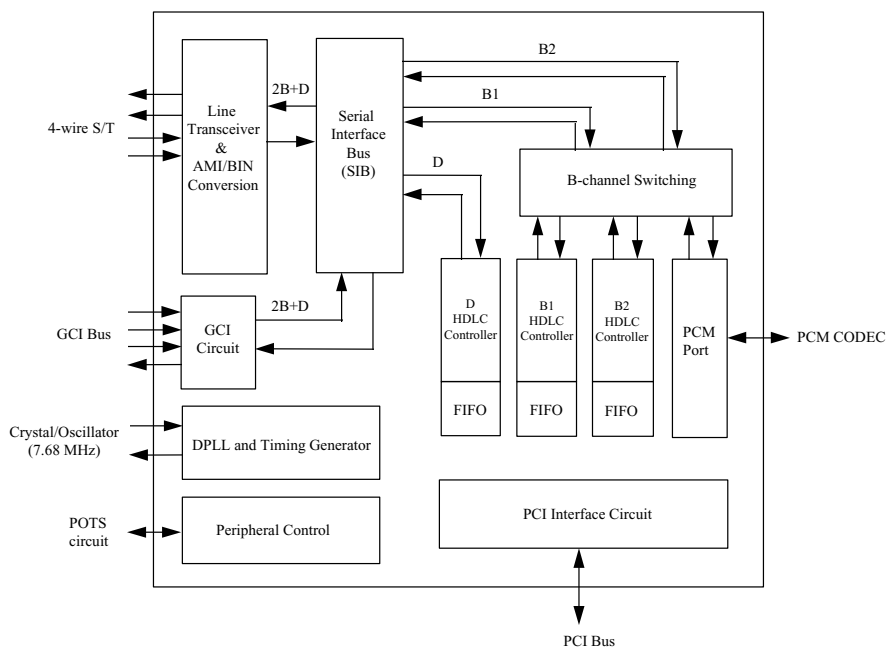 B2
2B+D
B1
Line
Transceiver
&
AMI/BIN
Conversion
Serial
Interface
Bus
(SIB)
4-wire S/T
D
B-channel Switching
D
HDLC
Controller
B1
HDLC
Controller
B2
HDLC
Controller
PCM
Port
PCM CODEC
2B+D
GCI Bus
GCI
Circuit
FIFO
FIFO
FIFO
Crystal/Oscillator
(7.68 MHz)
DPLL and Timing Generator
POTS
circuit
Peripheral Control
PCI Interface Circuit
PCI Bus